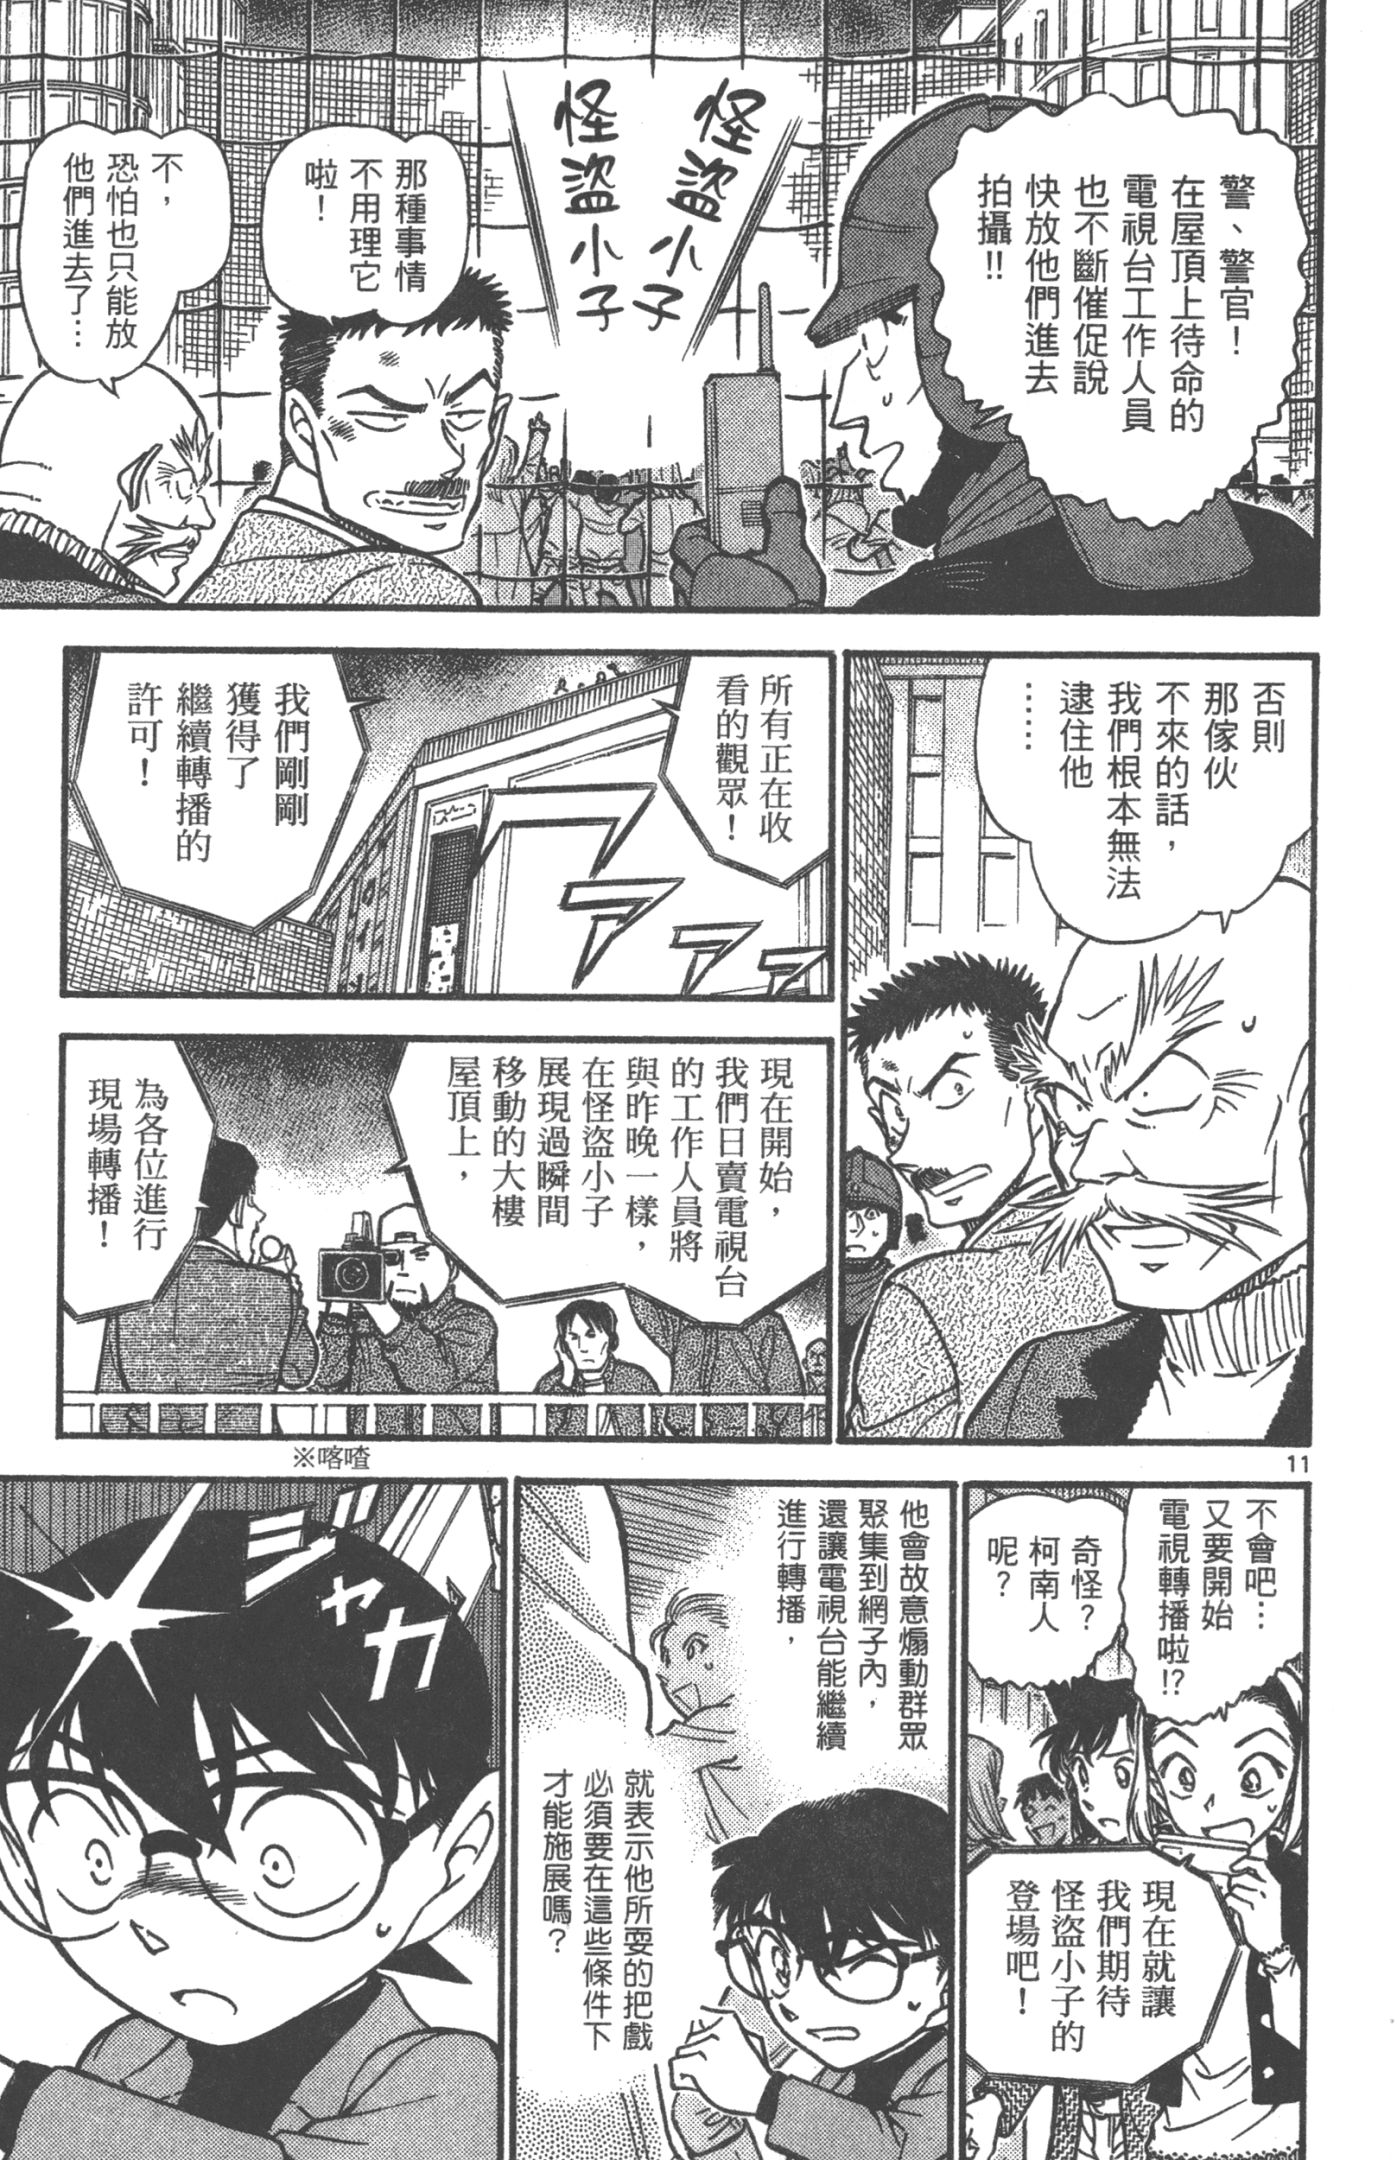 警、警官！
在屋頂上待命的
電視台工作人員
也不斷催促說
快放他們進去
拍攝!!
怪盜小子
怪盜小子
那種事情
不用理它
啦！
不，
恐怕也只能放
他們進去了…
否則
那傢伙
不來的話，
我們根本無法
逮住他
……
所有正在收
看的觀眾！
我們剛剛
獲得了
繼續轉播的
許可！
現在開始，
我們日賣電視台
的工作人員將
與昨晚一樣，
在怪盜小子
展現過瞬間
移動的大樓
屋頂上，
為各位進行
現場轉播！
11
不會吧…
又要開始
電視轉播啦!?
奇怪？
柯南人
呢？
現在就讓
我們期待
怪盜小子的
登場吧！
他會故意煽動群眾
聚集到網子內，
還讓電視台能繼續
進行轉播，
就表示他所耍的把戲
必須要在這些條件下
才能施展嗎？
※喀喳
シャカ